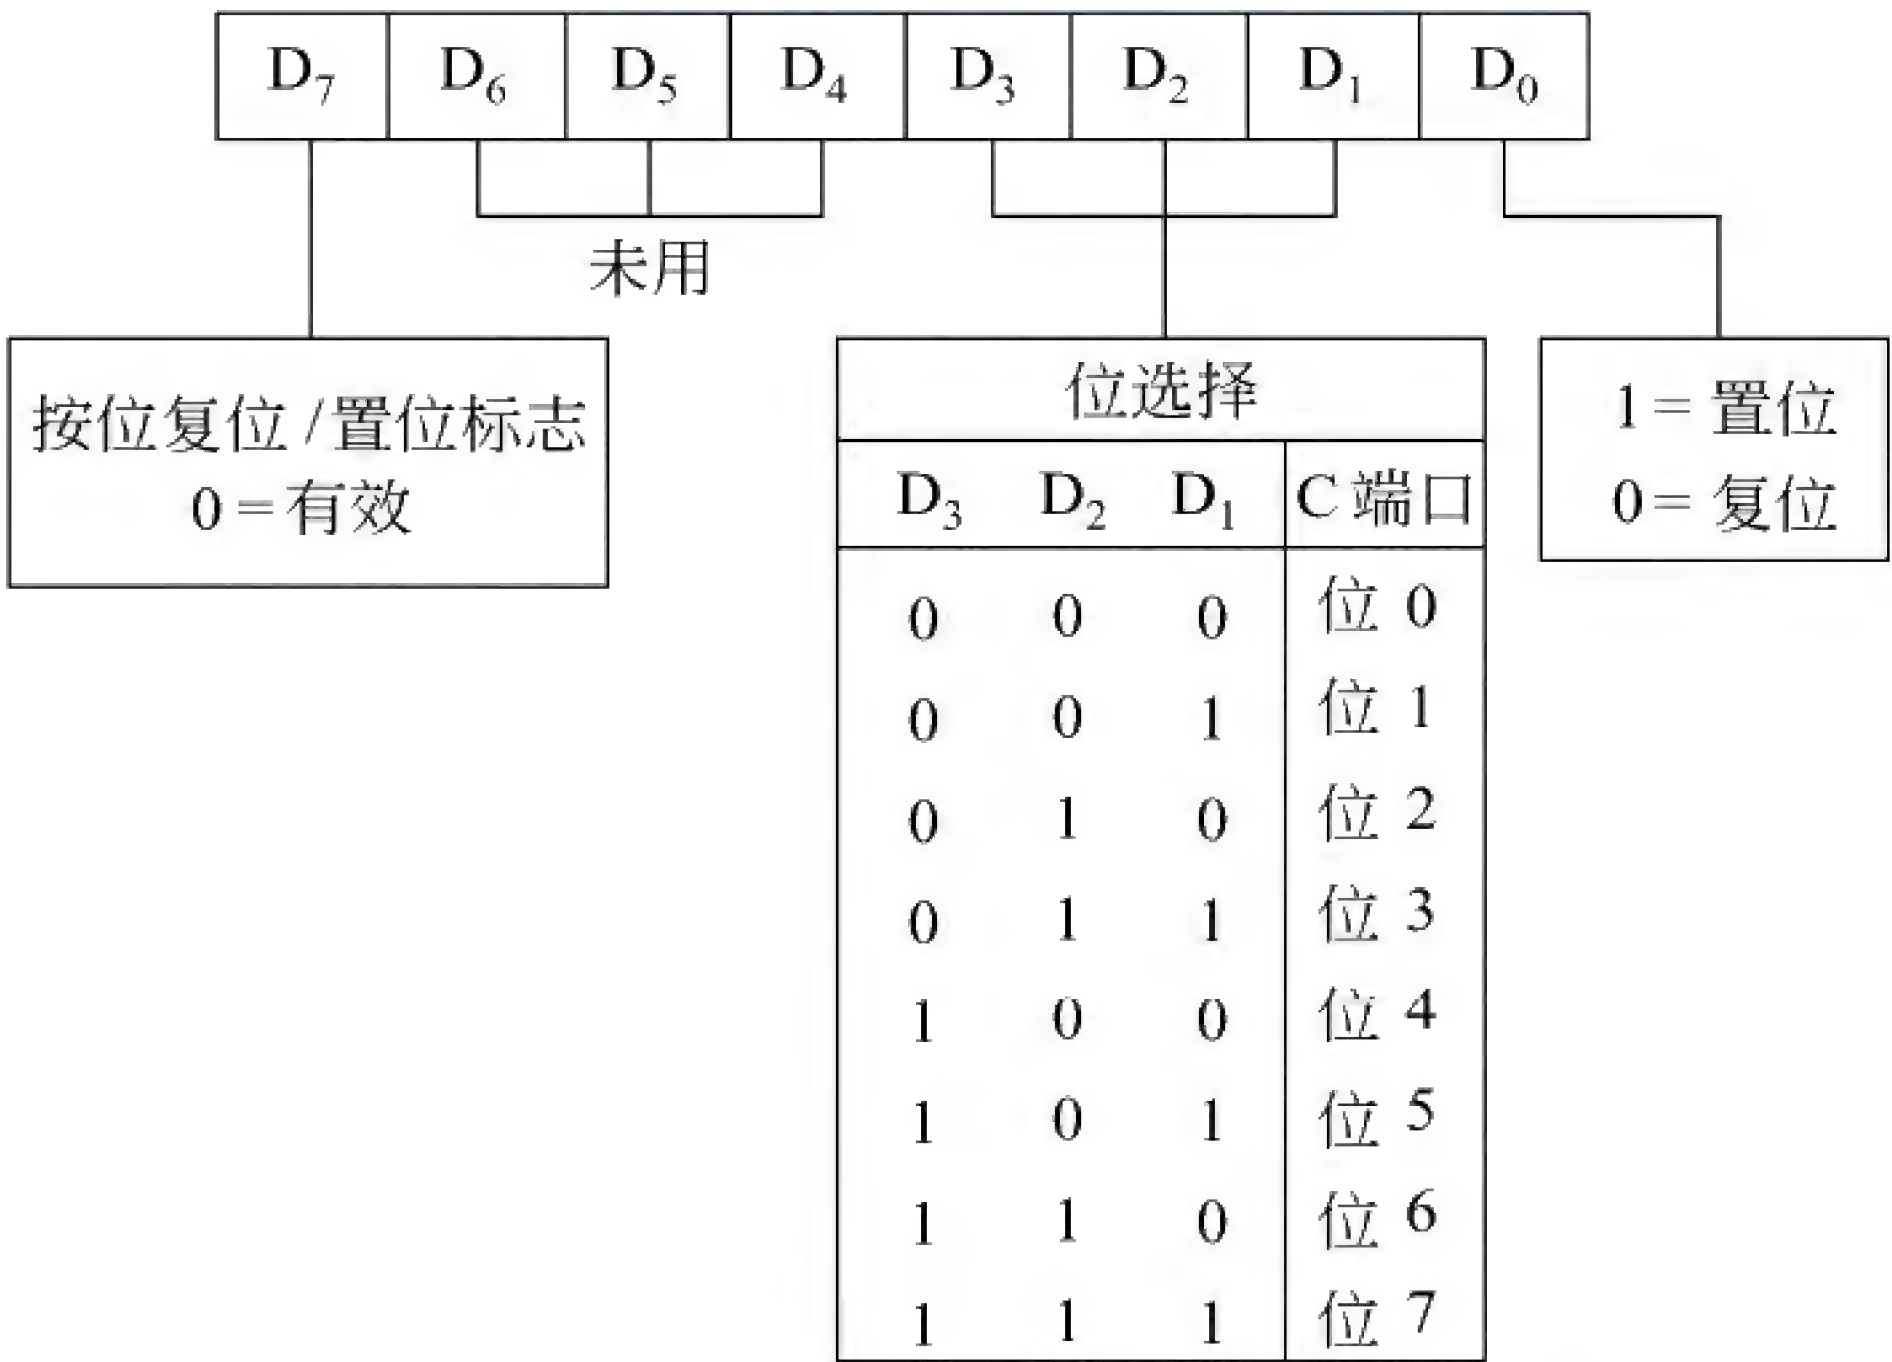 D₇ D₆ D₅ D₄ D₃ D₂ D₁ D₀
未用
按位复位/置位标志
0=有效
位选择
D₃ D₂ D₁ C端口
0 0 0 位 0
0 0 1 位 1
0 1 0 位 2
0 1 1 位 3
1 0 0 位 4
1 0 1 位 5
1 1 0 位 6
1 1 1 位 7
1=置位
0=复位